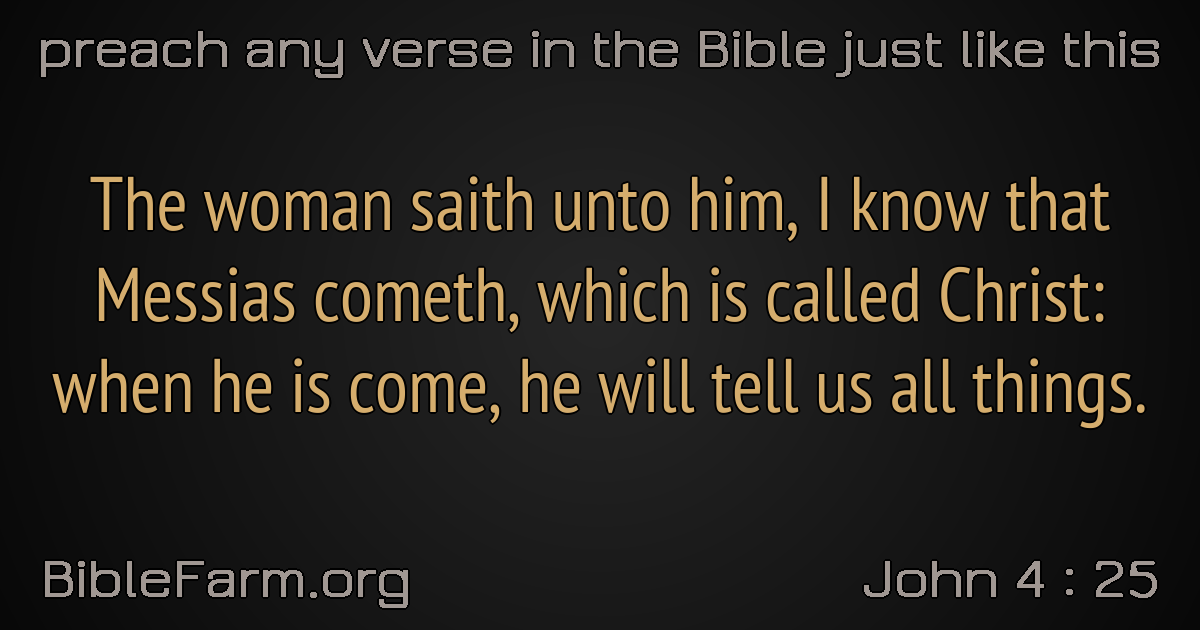 preach any verse in the Bible just like this
The woman saith unto him, I know that
Messias cometh, which is called Christ:
when he is come, he will tell us all things.
BibleFarm.org
John 4 : 25